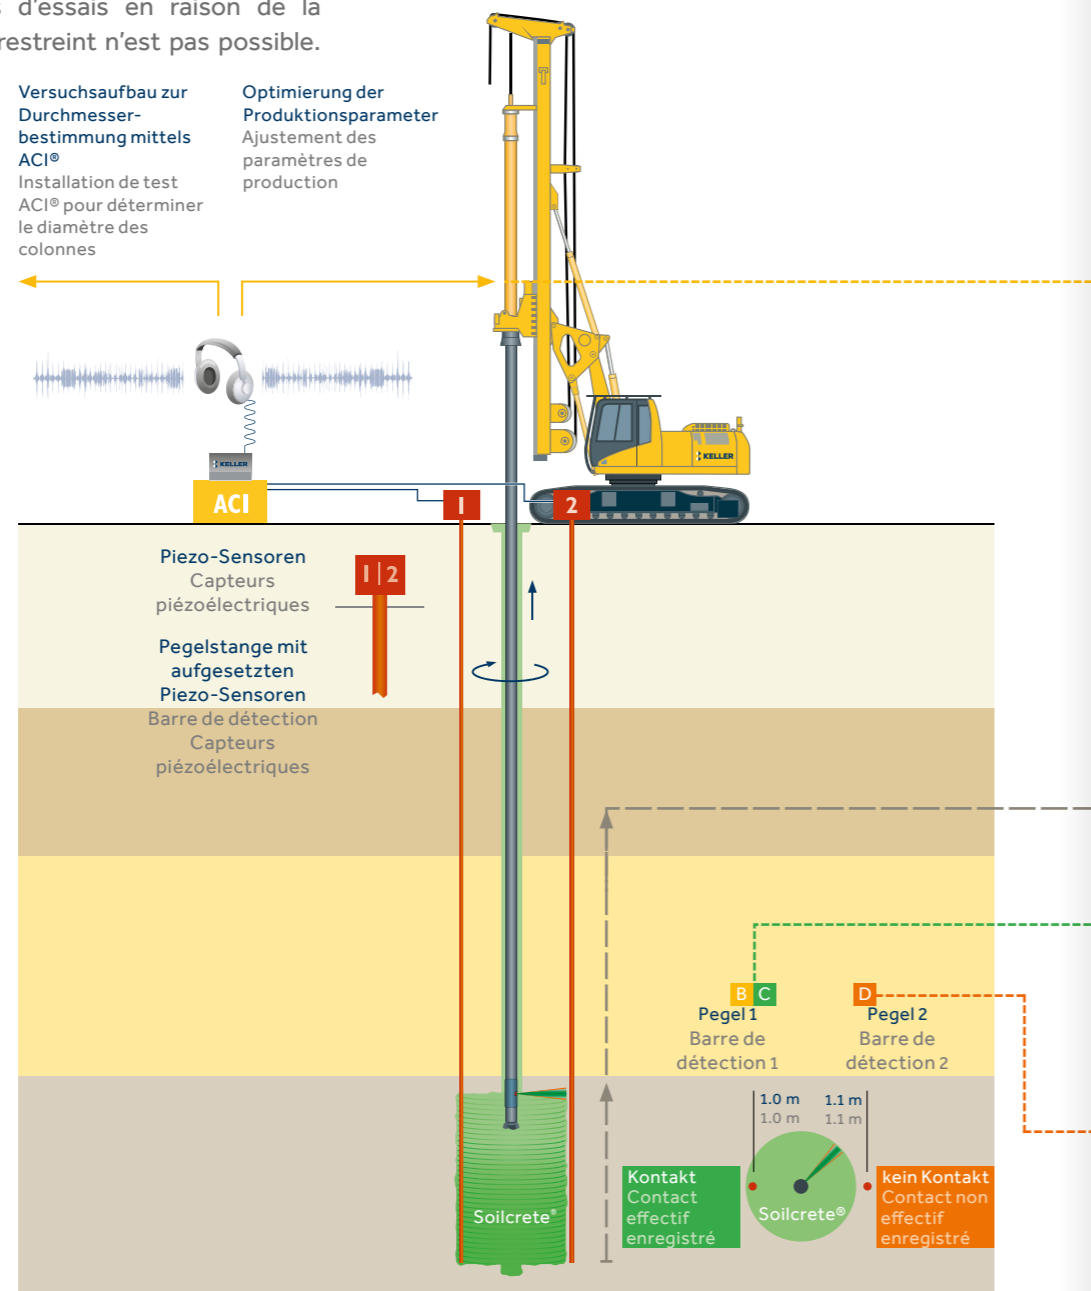 s d'essais en raison de la
restreint n'est pas possible.
Versuchsaufbau zur
Durchmesser-
bestimmung mittels
ACI®
Installation de test
ACI® pour déterminer
le diamètre des
colonnes
Optimierung der
Produktionsparameter
Ajustement des
paramètres de
production
KELLER
KELLER
ACI
1
2
Piezo-Sensoren
Capteurs
piézoélectriques
1|2
Pegelstange mit
aufgesetzten
Piezo-Sensoren
Barre de détection
Capteurs
piézoélectriques
B C
Pegel 1
Barre de
détection 1
D
Pegel 2
Barre de
détection 2
1.0 m 1.1 m
1.0 m 1.1 m
Kontakt
Contact
effectif
enregistré
Soilcrete®
kein Kontakt
Contact non
effectif
enregistré
Soilcrete®